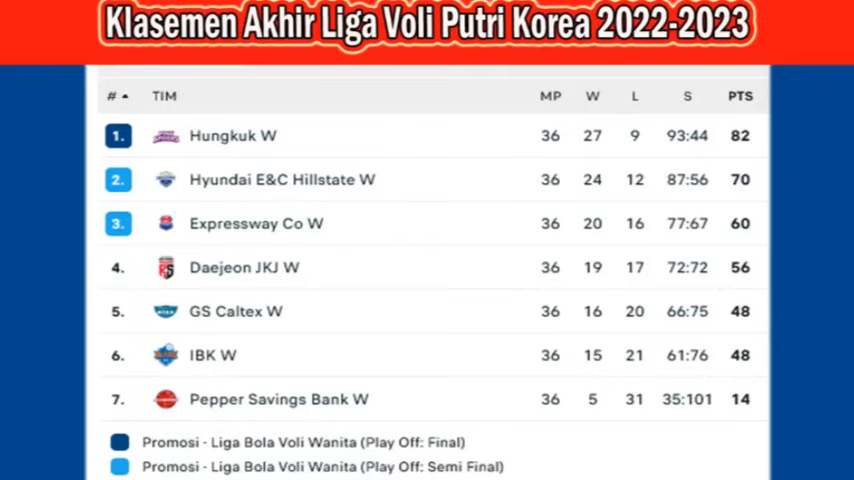 Klasemen Akhir Liga Voli Putri Korea 2022-2023
# TIM MP W L S PTS
1. Hungkuk W 36 27 9 93:44 82
2. Hyundai E&C Hillstate W 36 24 12 87:56 70
3. Expressway Co W 36 20 16 77:67 60
4. Daejeon JKJ W 36 19 17 72:72 56
5. GS Caltex W 36 16 20 66:75 48
6. IBK W 36 15 21 61:76 48
7. Pepper Savings Bank W 36 5 31 35:101 14
Promosi - Liga Bola Voli Wanita (Play Off: Final)
Promosi - Liga Bola Voli Wanita (Play Off: Semi Final)